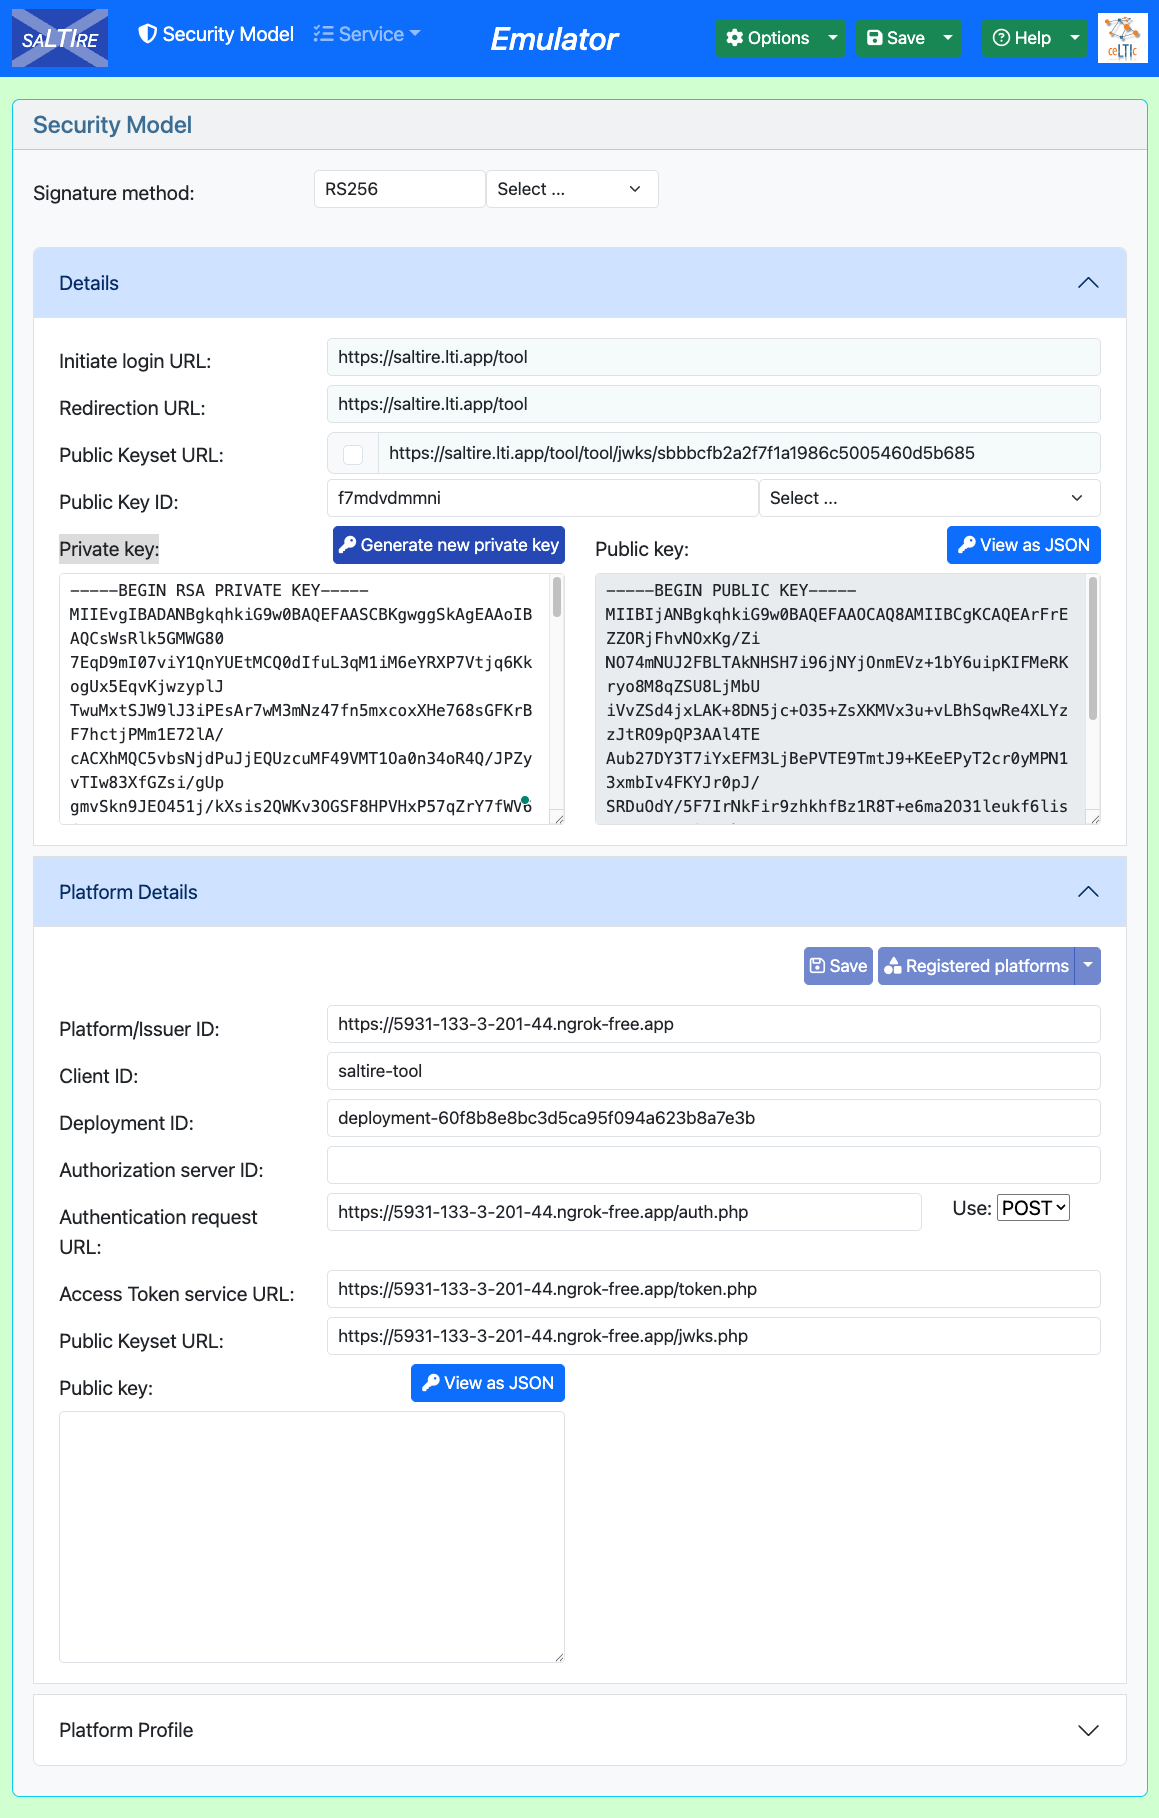 saLTIre
Security Model
Service
Emulator
Options
Save
Help
ceLTIc
Security Model
Signature method:
RS256
Select ...
Details
Initiate login URL:
https://saltire.lti.app/tool
Redirection URL:
https://saltire.lti.app/tool
Public Keyset URL:
https://saltire.lti.app/tool/tool/jwks/sbbbcfb2a2f7f1a1986c5005460d5b685
Public Key ID:
f7mdvdmmni
Select ...
Private key:
Generate new private key
-----BEGIN RSA PRIVATE KEY-----
MIIEvgIBADANBgkqhkiG9w0BAQEFAASCBKgwggSkAgEAAoIB
AQCsWsRlk5GMWG80
7EqD9mI07viY1QnYUEtMCQ0dIfuL3qM1iM6eYRXP7Vtjq6Kk
ogUx5EqvKjwzyplJ
TwuMxtSJW9lJ3iPEsAr7wM3mNz47fn5mxcoxXHe768sGFKrB
F7hctjPMm1E72lA/
cACXhMQC5vbsNjdPuJjEQUzcuMF49VMT1Oa0n34oR4Q/JPZy
vTIw83XfGZsi/gUp
gmvSkn9JEO451j/kXsis2QWKv3OGSF8HPVHxP57qZrY7fWV6
Public key:
View as JSON
-----BEGIN PUBLIC KEY-----
MIIBIjANBgkqhkiG9w0BAQEFAAOCAQ8AMIIBCgKCAQEArFrE
ZZORjFhvNOxKg/Zi
NO74mNUJ2FBLTAkNHSH7i96jNYjOnmEVz+1bY6uipKIFMeRK
ryo8M8qZSU8LjMbU
iVvZSd4jxLAK+8DN5jc+O35+ZsXKMVx3u+vLBhSqwRe4XLYz
zJtRO9pQP3AAl4TE
Aub27DY3T7iYxEFM3LjBePVTE9TmtJ9+KEeEPyT2cr0yMPN1
3xmbIv4FKYJr0pJ/
SRDuOdY/5F7IrNkFir9zhkhfBz1R8T+e6ma2O31leukf6lis
Platform Details
Save
Registered platforms
Platform/Issuer ID:
https://5931-133-3-201-44.ngrok-free.app
Client ID:
saltire-tool
Deployment ID:
deployment-60f8b8e8bc3d5ca95f094a623b8a7e3b
Authorization server ID:
Authentication request
URL:
https://5931-133-3-201-44.ngrok-free.app/auth.php
Use: POST
Access Token service URL:
https://5931-133-3-201-44.ngrok-free.app/token.php
Public Keyset URL:
https://5931-133-3-201-44.ngrok-free.app/jwks.php
Public key:
View as JSON
Platform Profile